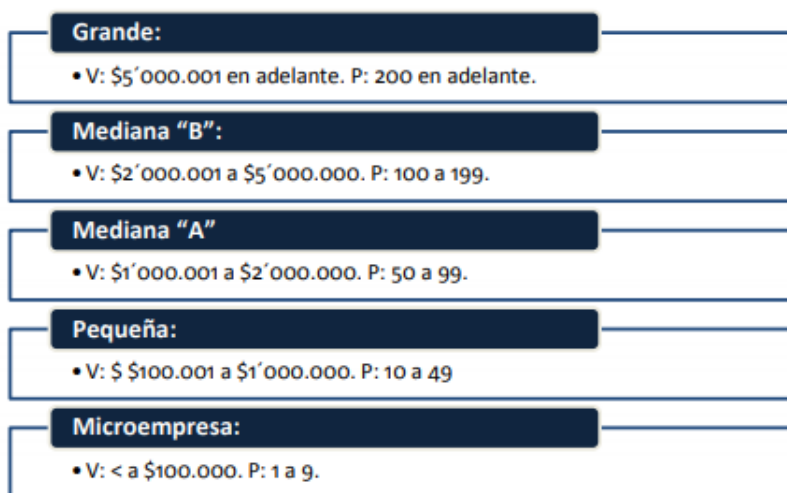 Grande:
• V: $5´000.001 en adelante. P: 200 en adelante.
Mediana “B”:
• V: $2´000.001 a $5´000.000. P: 100 a 199.
Mediana “A”
• V: $1´000.001 a $2´000.000. P: 50 a 99.
Pequeña:
• V: $ $100.001 a $1´000.000. P: 10 a 49
Microempresa:
• V: < a $100.000. P: 1 a 9.